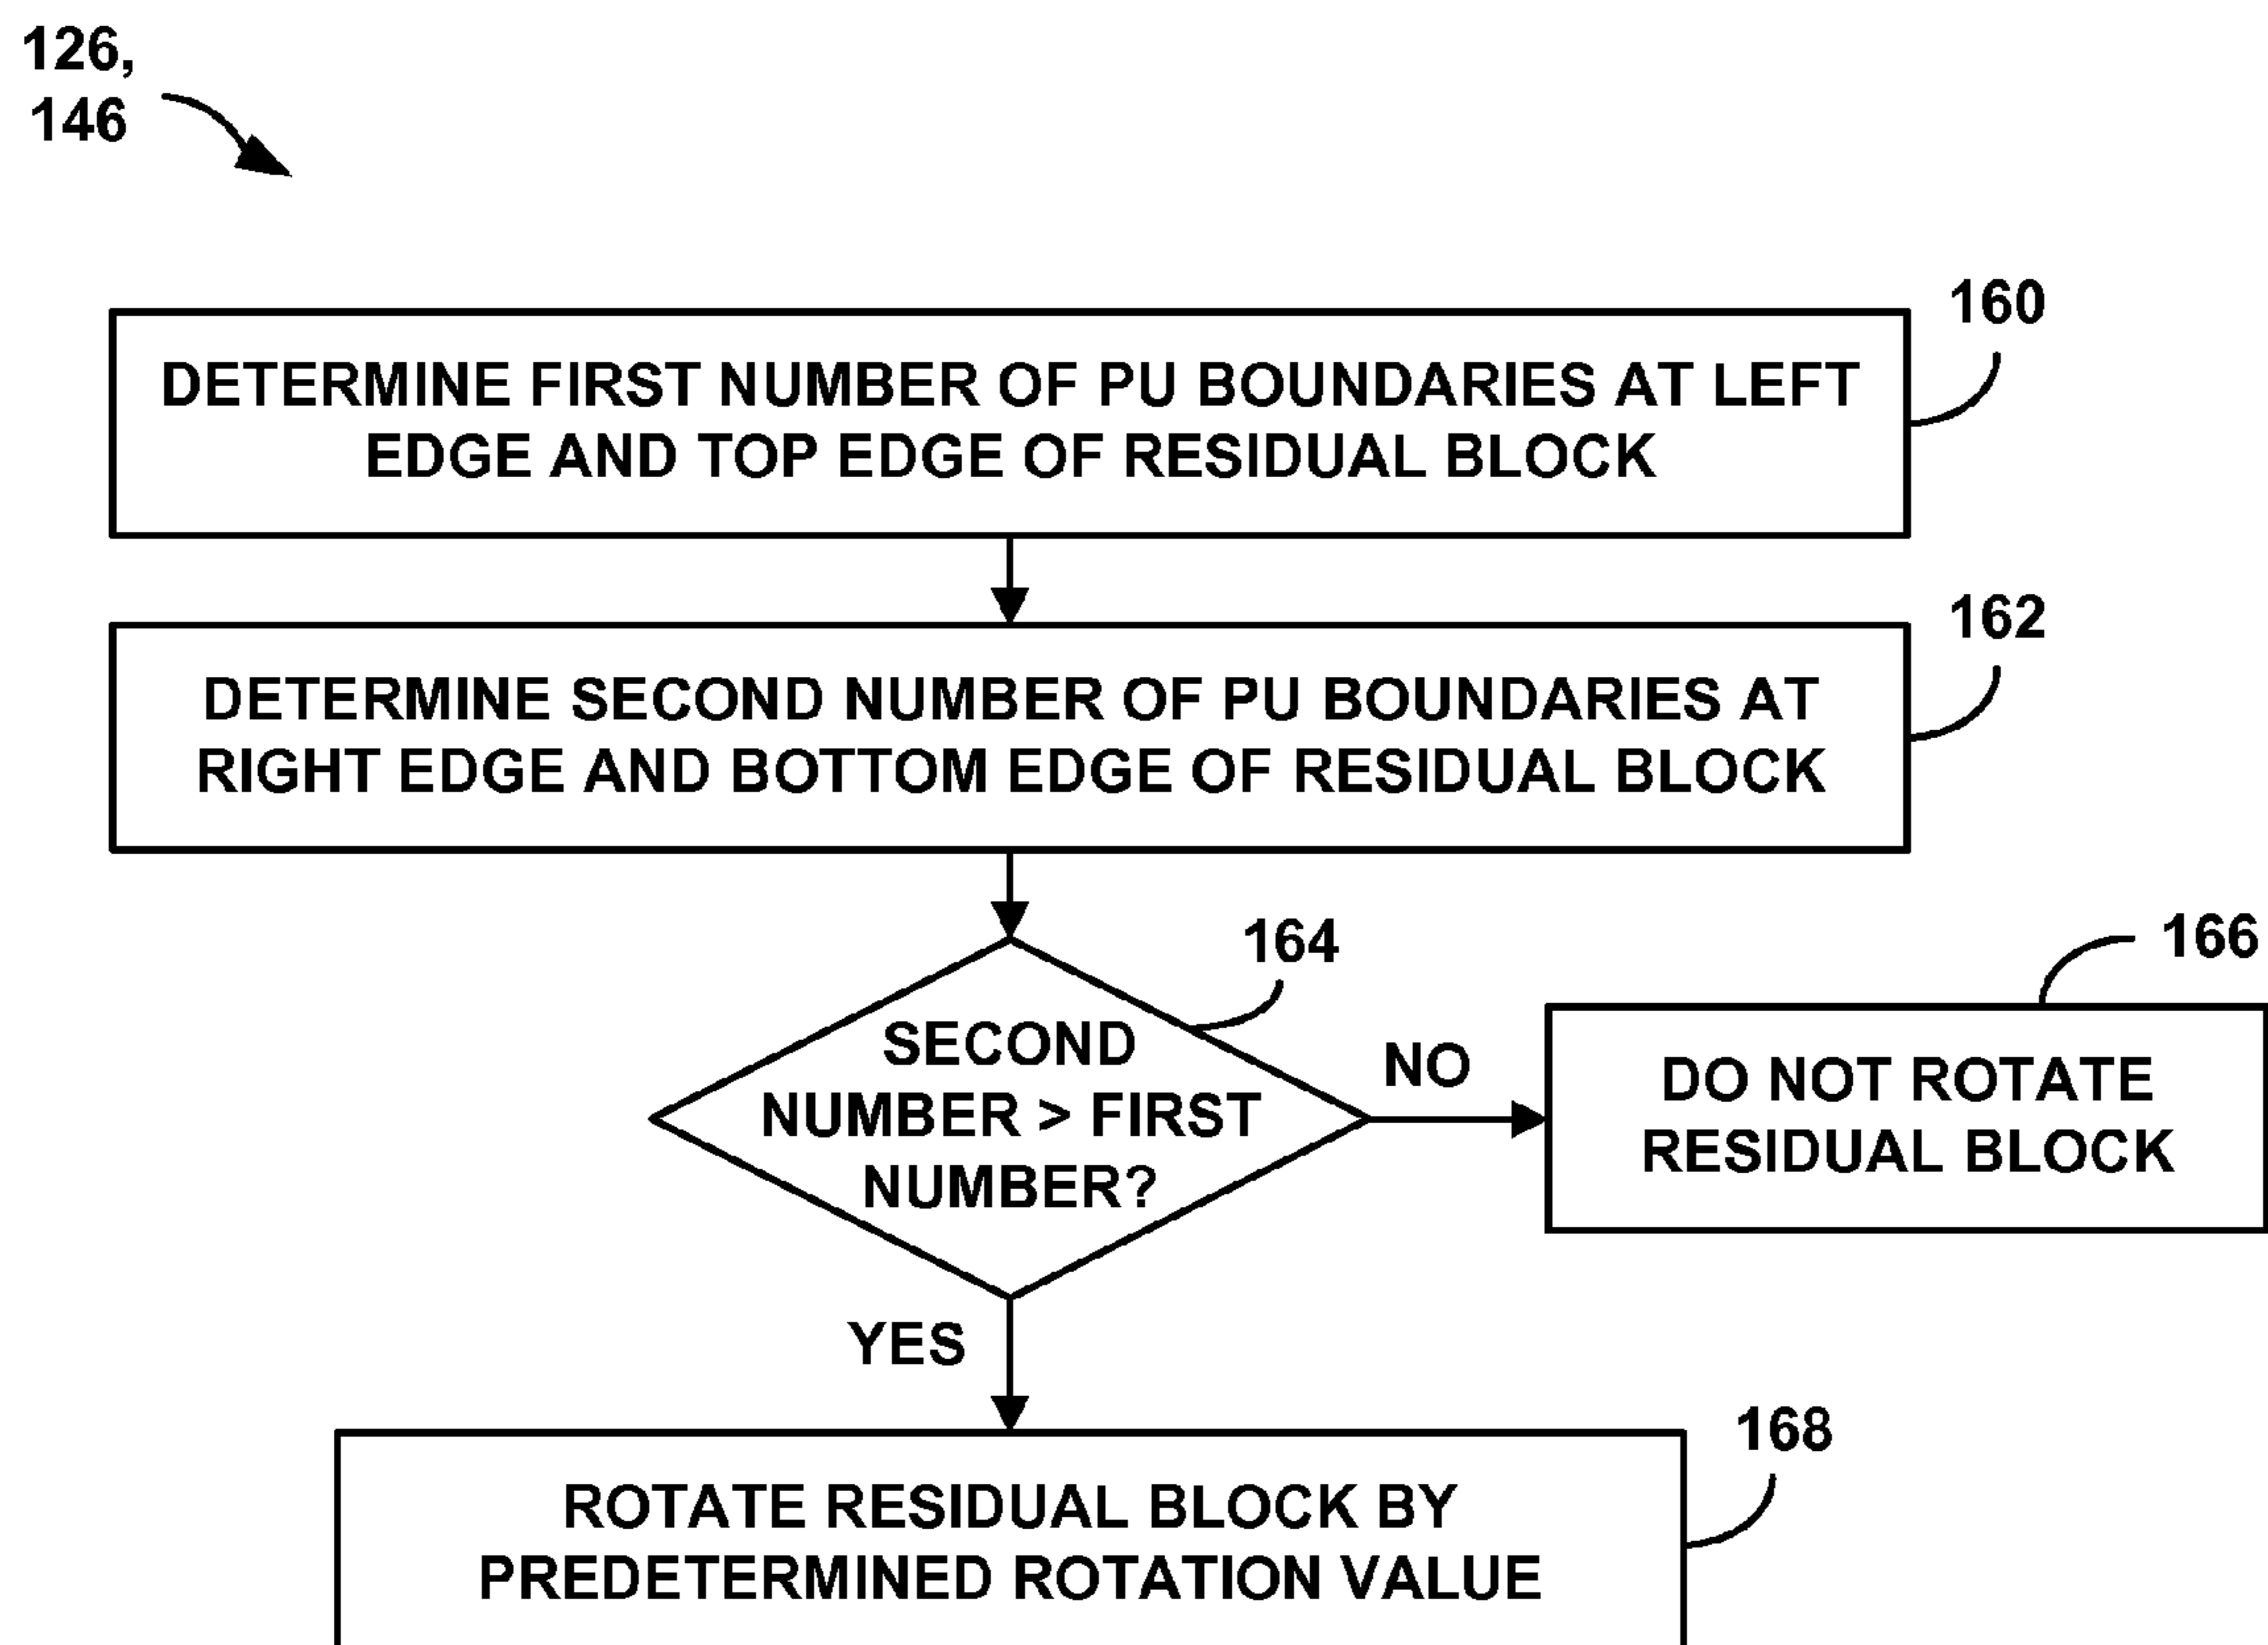 126,
146
160
DETERMINE FIRST NUMBER OF PU BOUNDARIES AT LEFT
EDGE AND TOP EDGE OF RESIDUAL BLOCK
162
DETERMINE SECOND NUMBER OF PU BOUNDARIES AT
RIGHT EDGE AND BOTTOM EDGE OF RESIDUAL BLOCK
164
SECOND
NUMBER > FIRST
NUMBER?
NO
166
DO NOT ROTATE
RESIDUAL BLOCK
YES
168
ROTATE RESIDUAL BLOCK BY
PREDETERMINED ROTATION VALUE